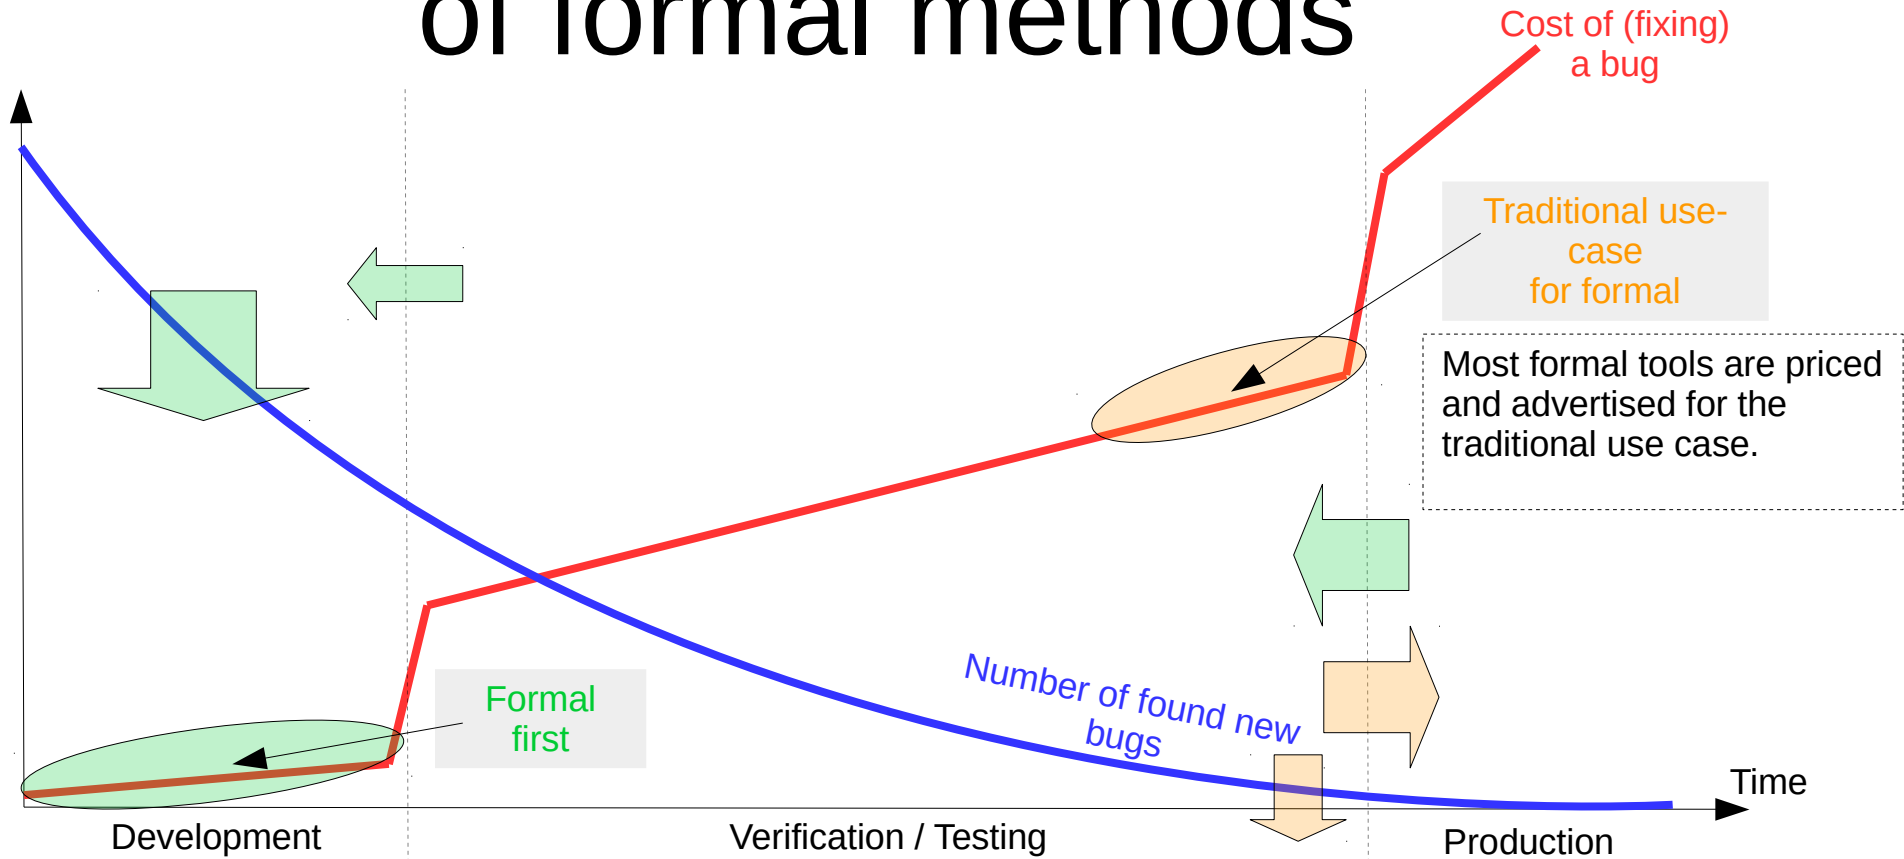 of formal methods
Cost of (fixing)
a bug
Traditional use-
case
for formal
Most formal tools are priced
and advertised for the
traditional use case.
Number of found new
bugs
Formal
first
Time
Development
Verification / Testing
Production